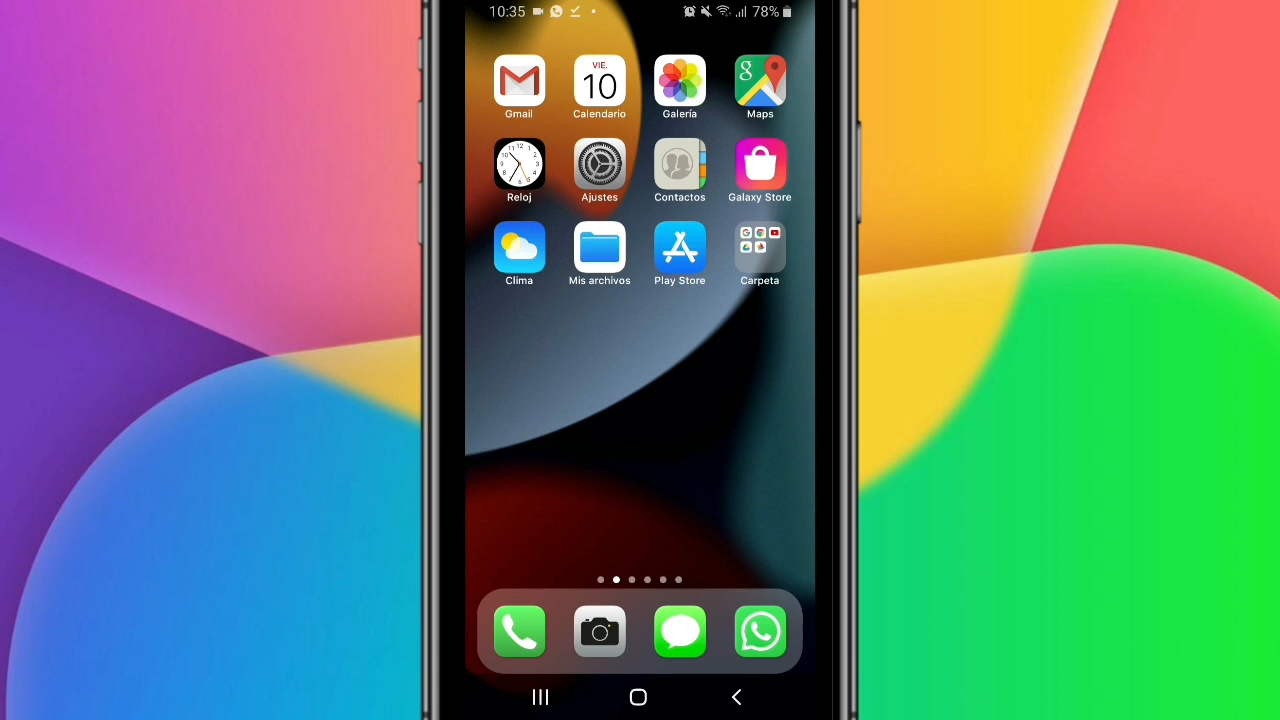 10:35 78%
VIE.
10
Gmail Calendario Galería Maps
Reloj Ajustes Contactos Galaxy Store
Clima Mis archivos Play Store Carpeta